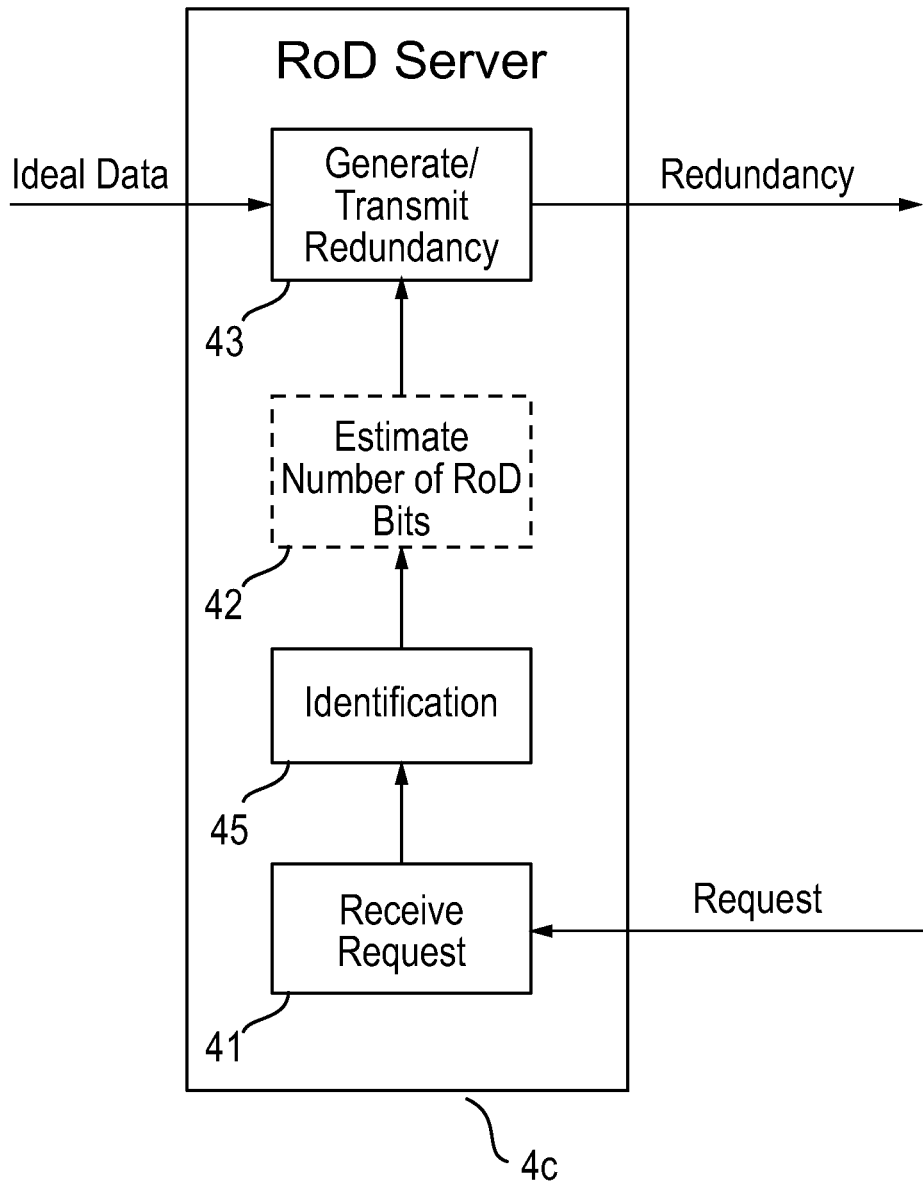 RoD Server
Ideal Data
Generate/
Transmit
Redundancy
Redundancy
43
Estimate
Number of RoD
Bits
42
Identification
45
Receive
Request
Request
41
4c